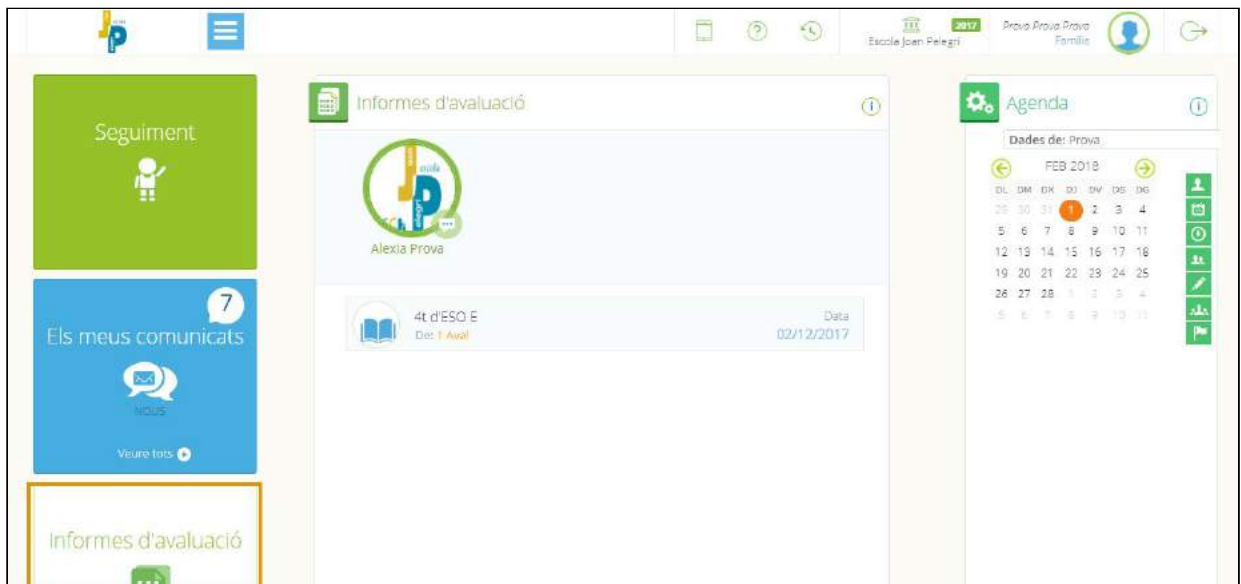 2017
Escola Joan Pelegrí
Prova Prova Prova
Família
Seguiment
7
Els meus comunicats
NOUS
Veure tots
Informes d'avaluació
Informes d'avaluació
Alexia Prova
4t d'ESO E
De: 1 Aval
Data
02/12/2017
Agenda
Dades de: Prova
FEB 2018
DL DM DX DJ DV DS DG
29 30 31 1 2 3 4
5 6 7 8 9 10 11
12 13 14 15 16 17 18
19 20 21 22 23 24 25
26 27 28 1 2 3 4
5 6 7 8 9 10 11